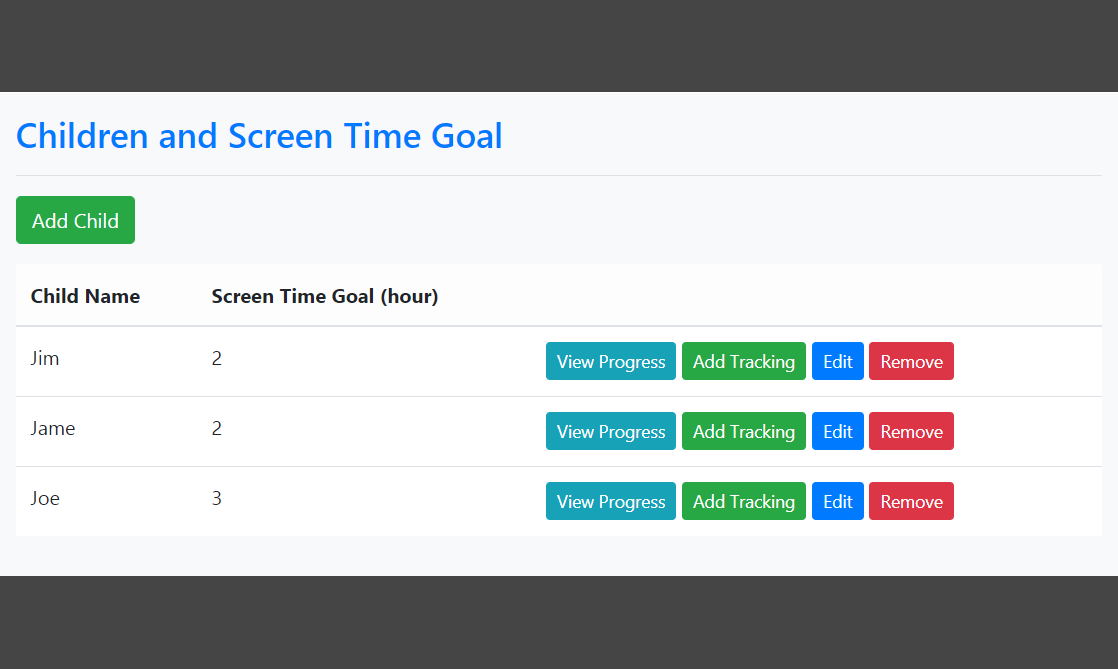 Children and Screen Time Goal
Add Child
Child Name Screen Time Goal (hour)
Jim 2 View Progress Add Tracking Edit Remove
Jame 2 View Progress Add Tracking Edit Remove
Joe 3 View Progress Add Tracking Edit Remove